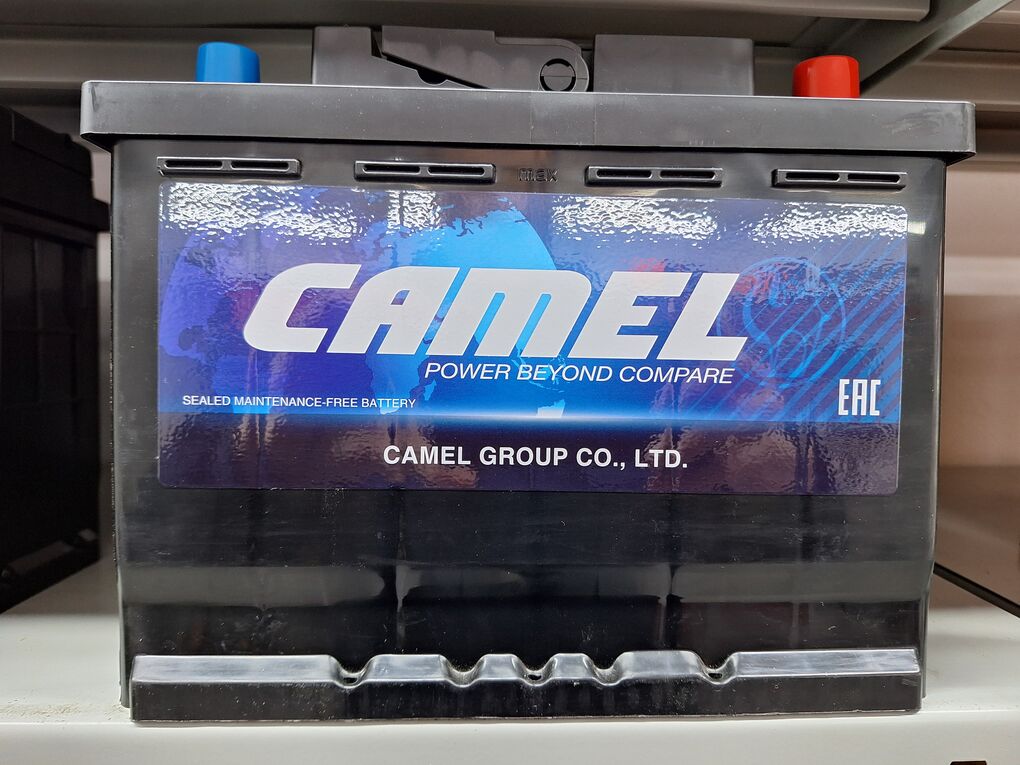 max
CAMEL
POWER BEYOND COMPARE
SEALED MAINTENANCE-FREE BATTERY
EAC
CAMEL GROUP CO., LTD.